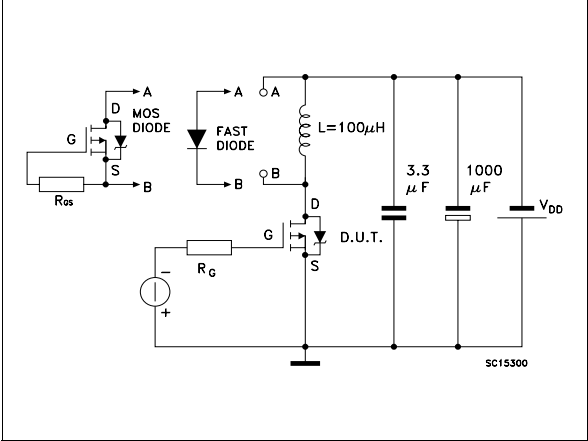 A
D
MOS
DIODE
G
S
B
RGS
A
FAST
DIODE
B
A
L=100μH
B
3.3
μF
1000
μF
VDD
D
G
D.U.T.
S
RG
−
+
SC15300